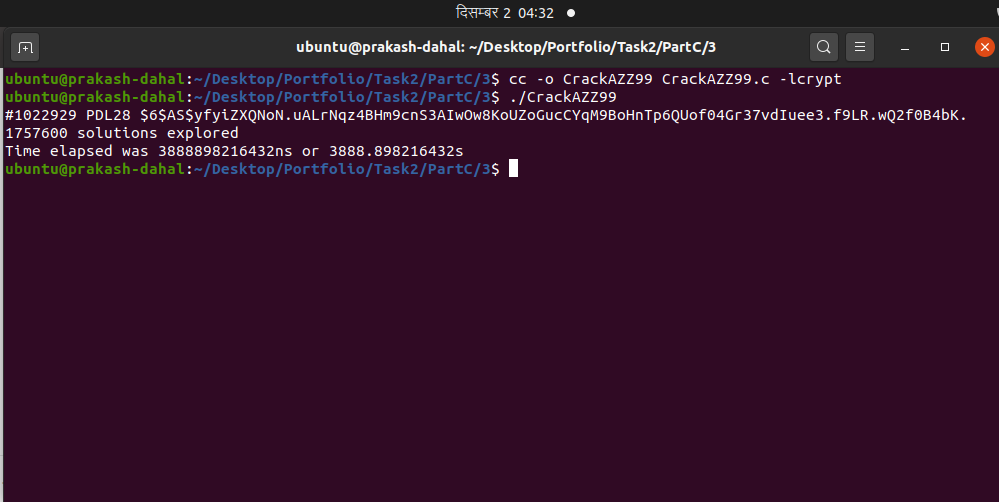 दिसम्बर 2 04:32
ubuntu@prakash-dahal: ~/Desktop/Portfolio/Task2/PartC/3
ubuntu@prakash-dahal:~/Desktop/Portfolio/Task2/PartC/3$ cc -o CrackAZZ99 CrackAZZ99.c -lcrypt
ubuntu@prakash-dahal:~/Desktop/Portfolio/Task2/PartC/3$ ./CrackAZZ99
#1022929 PDL28 $6$AS$yfyiZXQNoN.uALrNqz4BHm9cnS3AIwOw8KoUZoGucCYqM9BoHnTp6QUof04Gr37vdIuee3.f9LR.wQ2f0B4bK.
1757600 solutions explored
Time elapsed was 3888898216432ns or 3888.898216432s
ubuntu@prakash-dahal:~/Desktop/Portfolio/Task2/PartC/3$